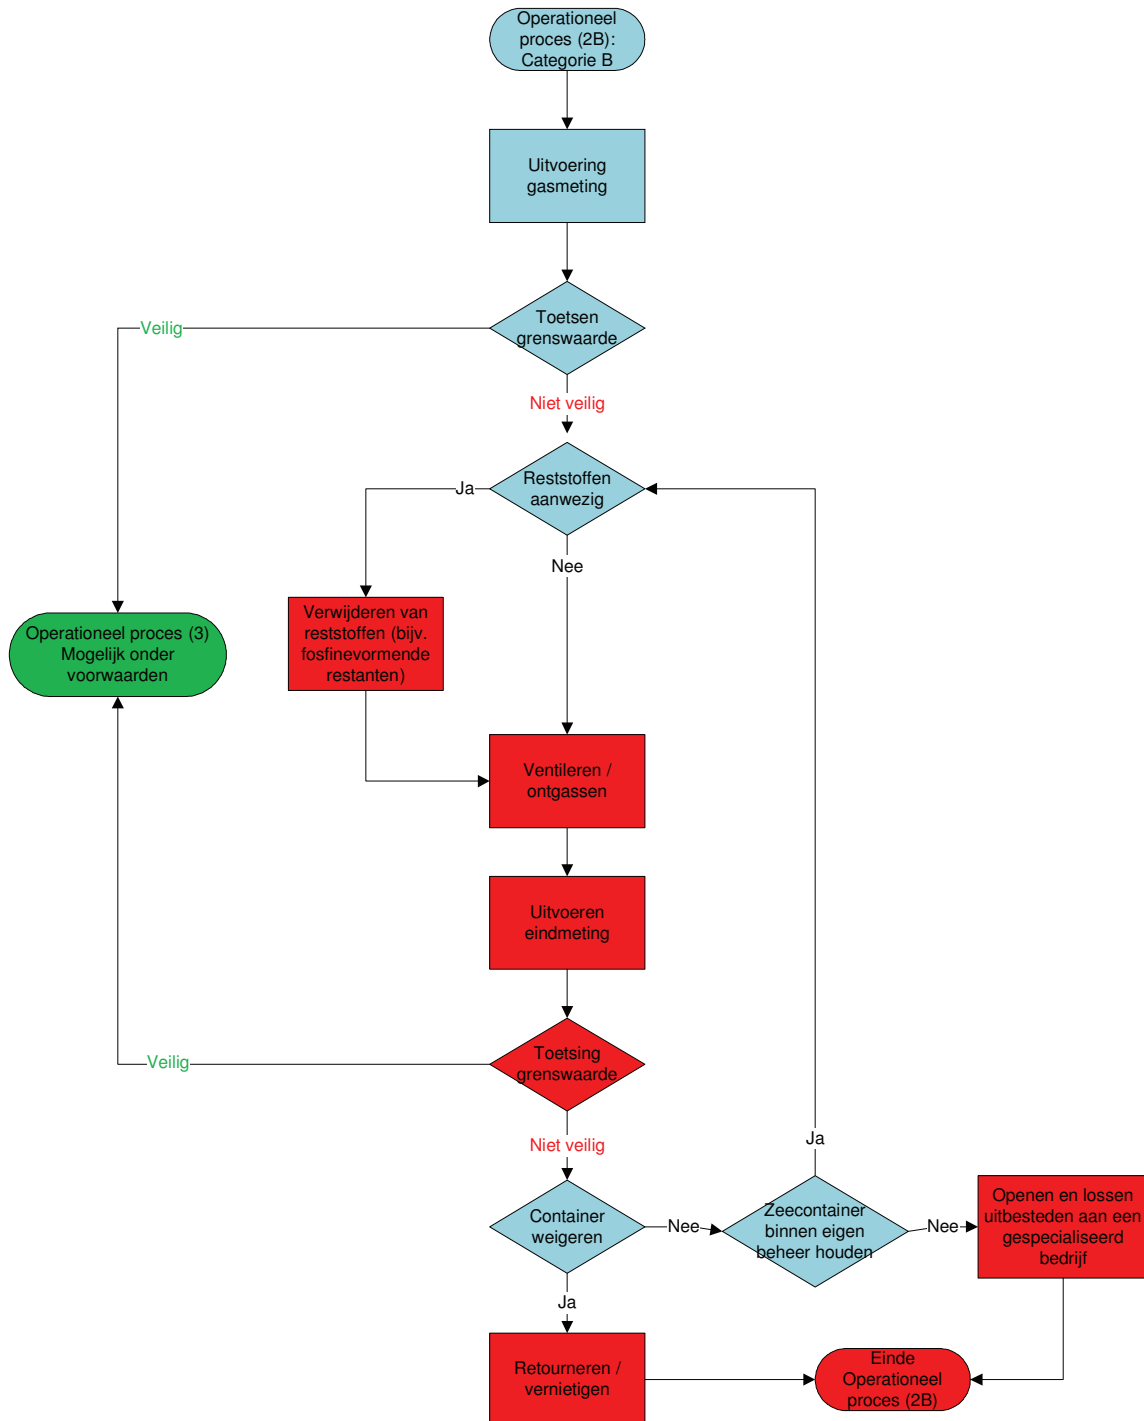 Operationeel
proces (2B):
Categorie B
Uitvoering
gasmeting
Toetsen
grenswaarde
Veilig
Niet veilig
Reststoffen
aanwezig
Ja
Nee
Verwijderen van
reststoffen (bijv.
fosfinevormende
restanten)
Operationeel proces (3)
Mogelijk onder
voorwaarden
Ventileren /
ontgassen
Uitvoeren
eindmeting
Toetsing
grenswaarde
Veilig
Niet veilig
Ja
Container
weigeren
Nee
Zeecontainer
binnen eigen
beheer houden
Nee
Openen en lossen
uitbesteden aan een
gespecialiseerd
bedrijf
Ja
Retourneren /
vernietigen
Einde
Operationeel
proces (2B)